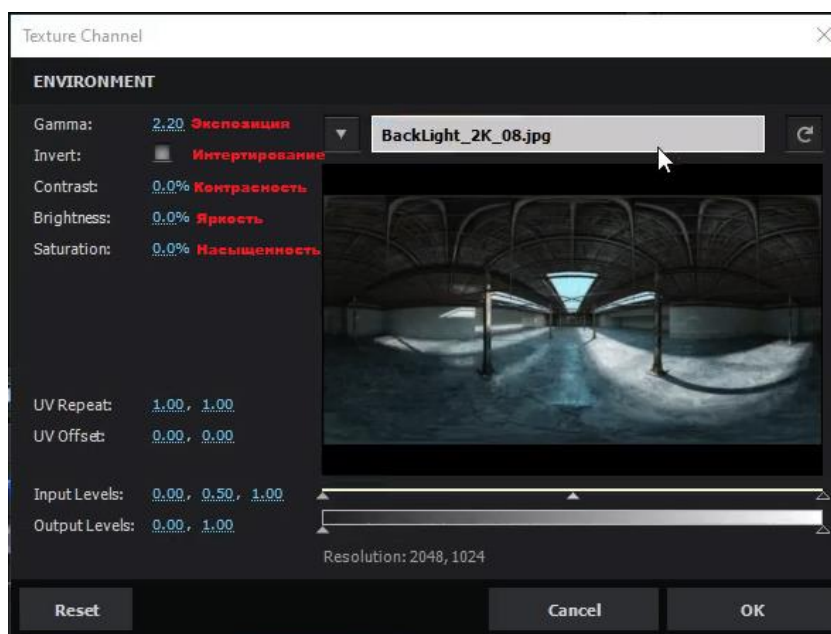 Texture Channel
ENVIRONMENT
Gamma: 2.20 Экспозиция
BackLight_2K_08.jpg
Invert: Интертирование
Contrast: 0.0% Контрасность
Brightness: 0.0% Яркость
Saturation: 0.0% Насыщенность
UV Repeat: 1.00, 1.00
UV Offset: 0.00, 0.00
Input Levels: 0.00, 0.50, 1.00
Output Levels: 0.00, 1.00
Resolution: 2048, 1024
Reset Cancel OK